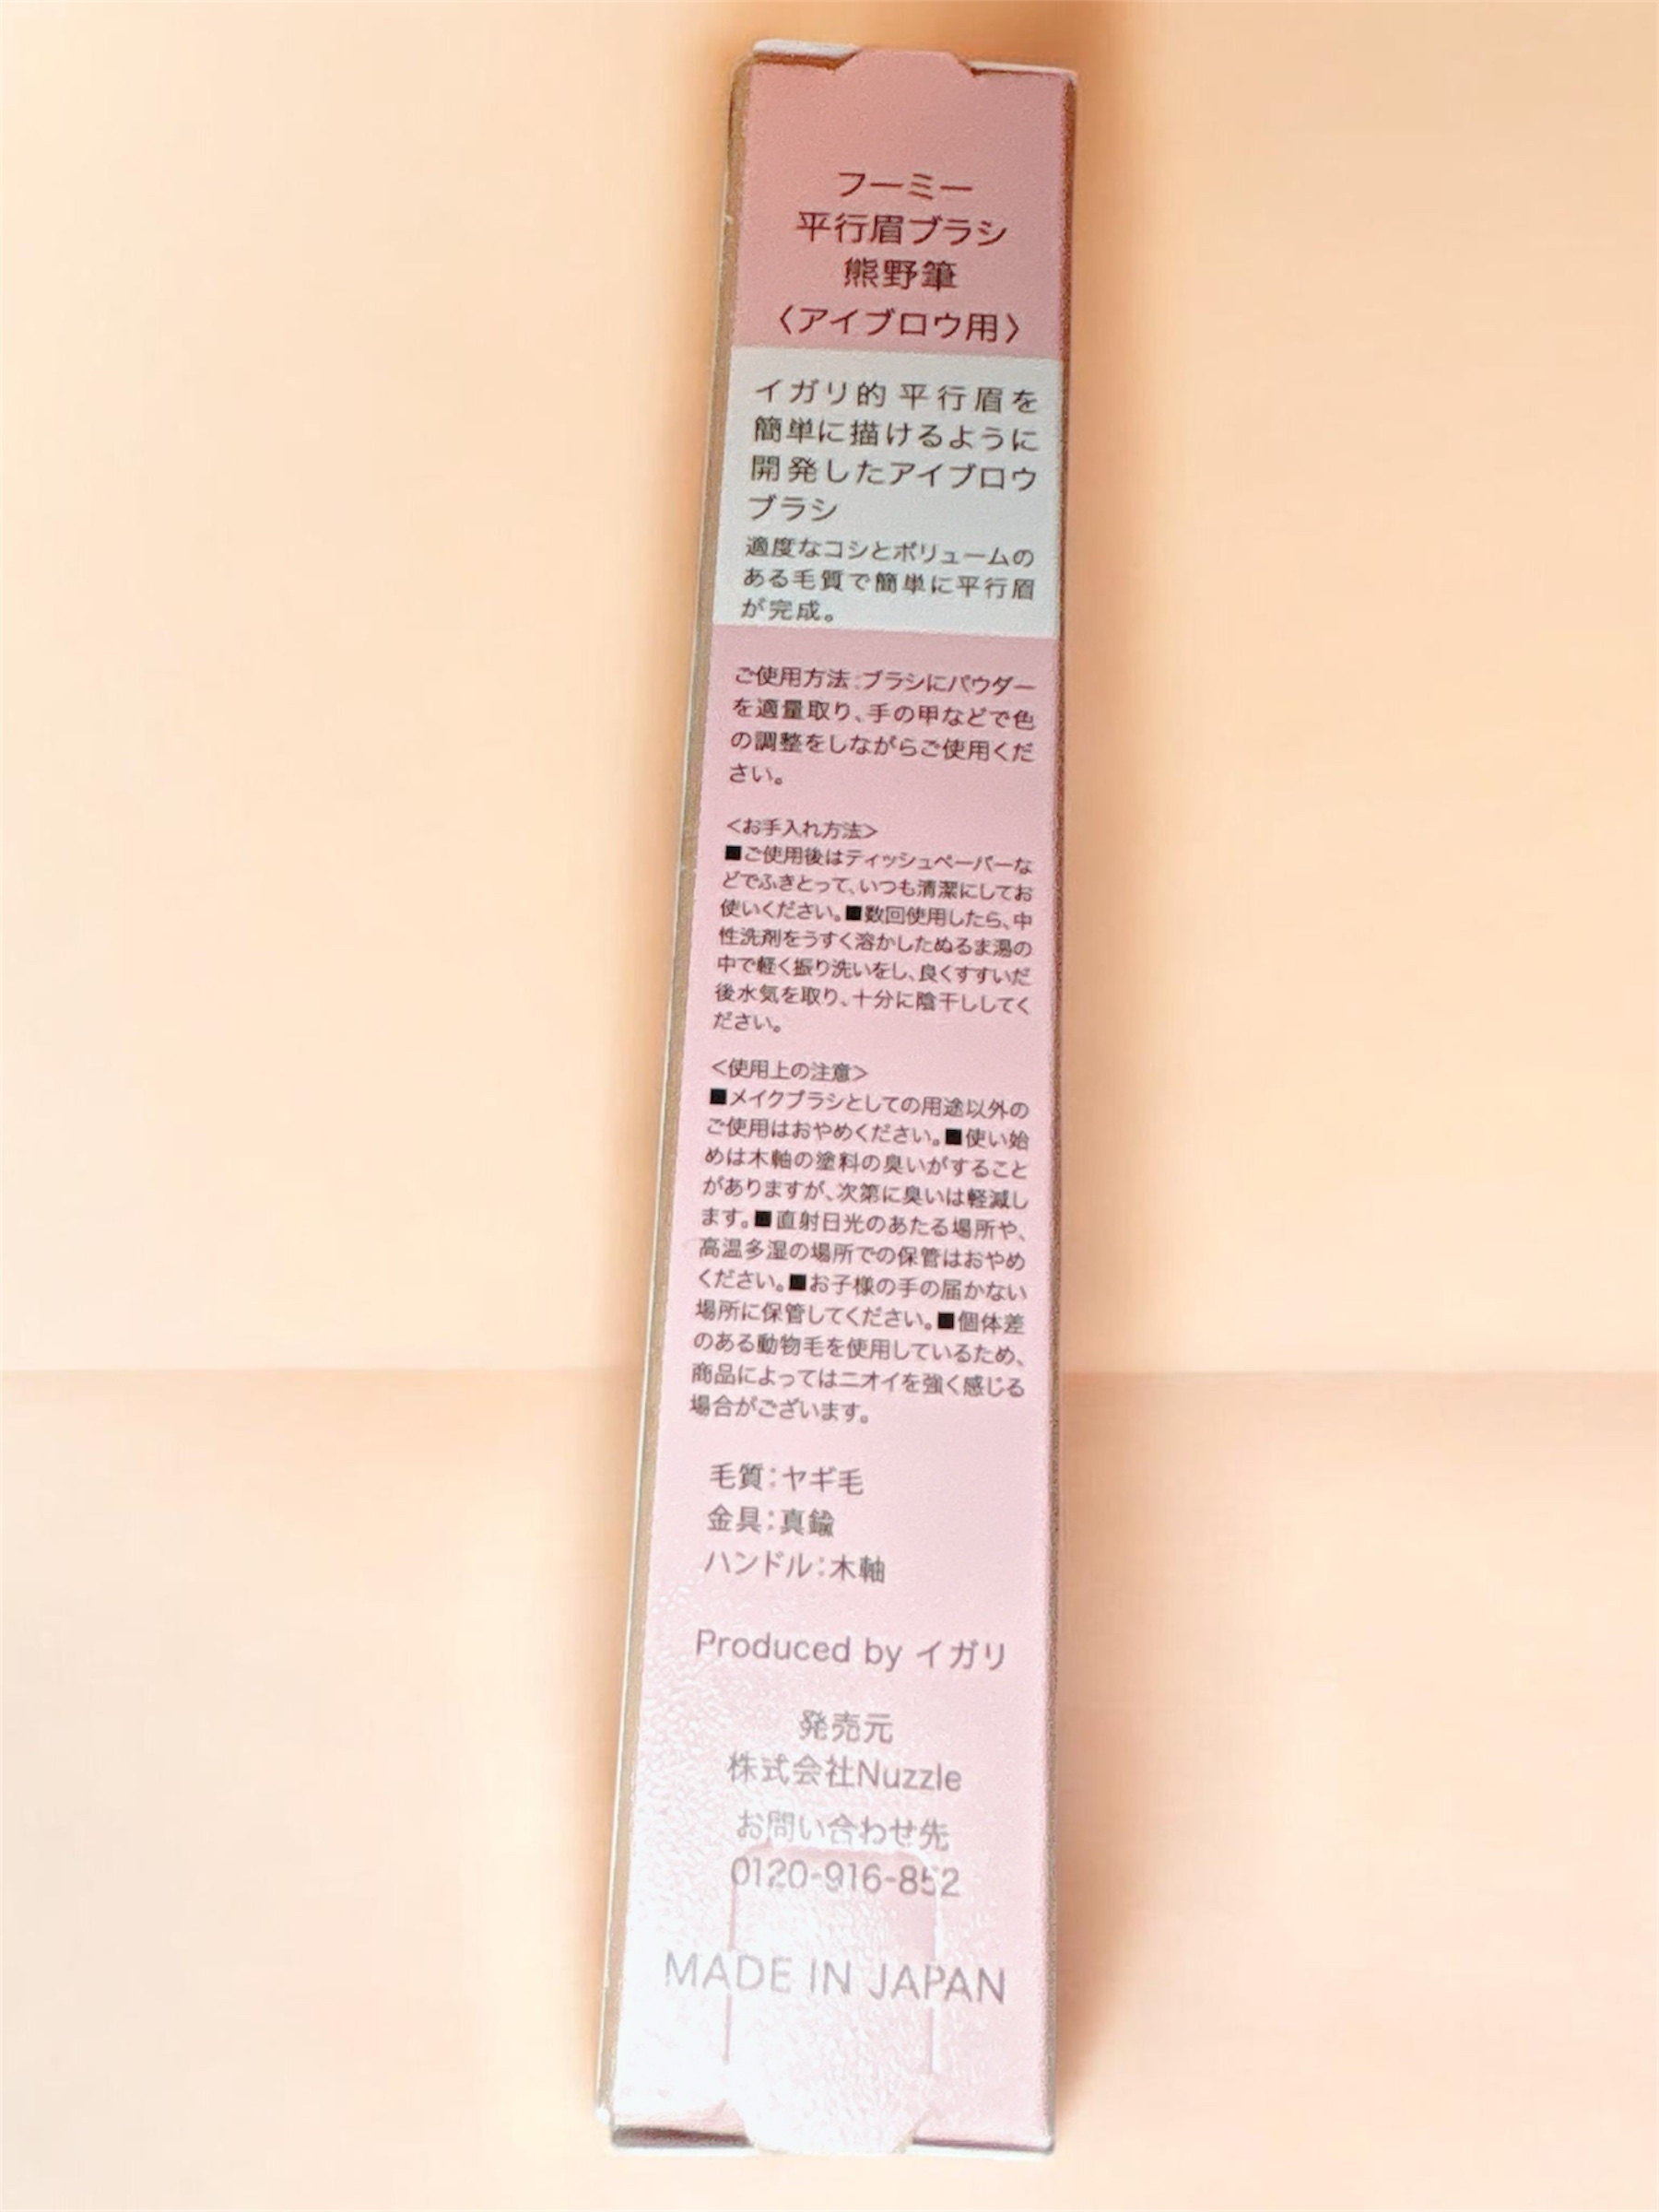 フーミー
平行眉ブラシ
熊野筆
〈アイブロウ用〉
イガリ的 平行眉を
簡単に描けるように
開発したアイブロウ
ブラシ
適度なコシとボリュームの
ある毛質で簡単に平行眉
が完成。
ご使用方法:ブラシにパウダー
を適量取り、手の甲などで色
の調整をしながらご使用くだ
さい。
<お手入れ方法>
■ご使用後はティッシュペーパーな
どでふきとって、いつも清潔にしてお
使いください。■数回使用したら、中
性洗剤をうすく溶かしたぬるま湯の
中で軽く振り洗いをし、良くすすいだ
後水気を取り、十分に陰干ししてく
ださい。
<使用上の注意>
■メイクブラシとしての用途以外の
ご使用はおやめください。■使い始
めは木軸の塗料の臭いがすること
がありますが、次第に臭いは軽減し
ます。■直射日光のあたる場所や、
高温多湿の場所での保管はおやめ
ください。■お子様の手の届かない
場所に保管してください。■個体差
のある動物毛を使用しているため、
商品によってはニオイを強く感じる
場合がございます。
毛質:ヤギ毛
金具:真鍮
ハンドル:木軸
Produced by イガリ
発売元
株式会社Nuzzle
お問い合わせ先
0120-916-852
MADE IN JAPAN